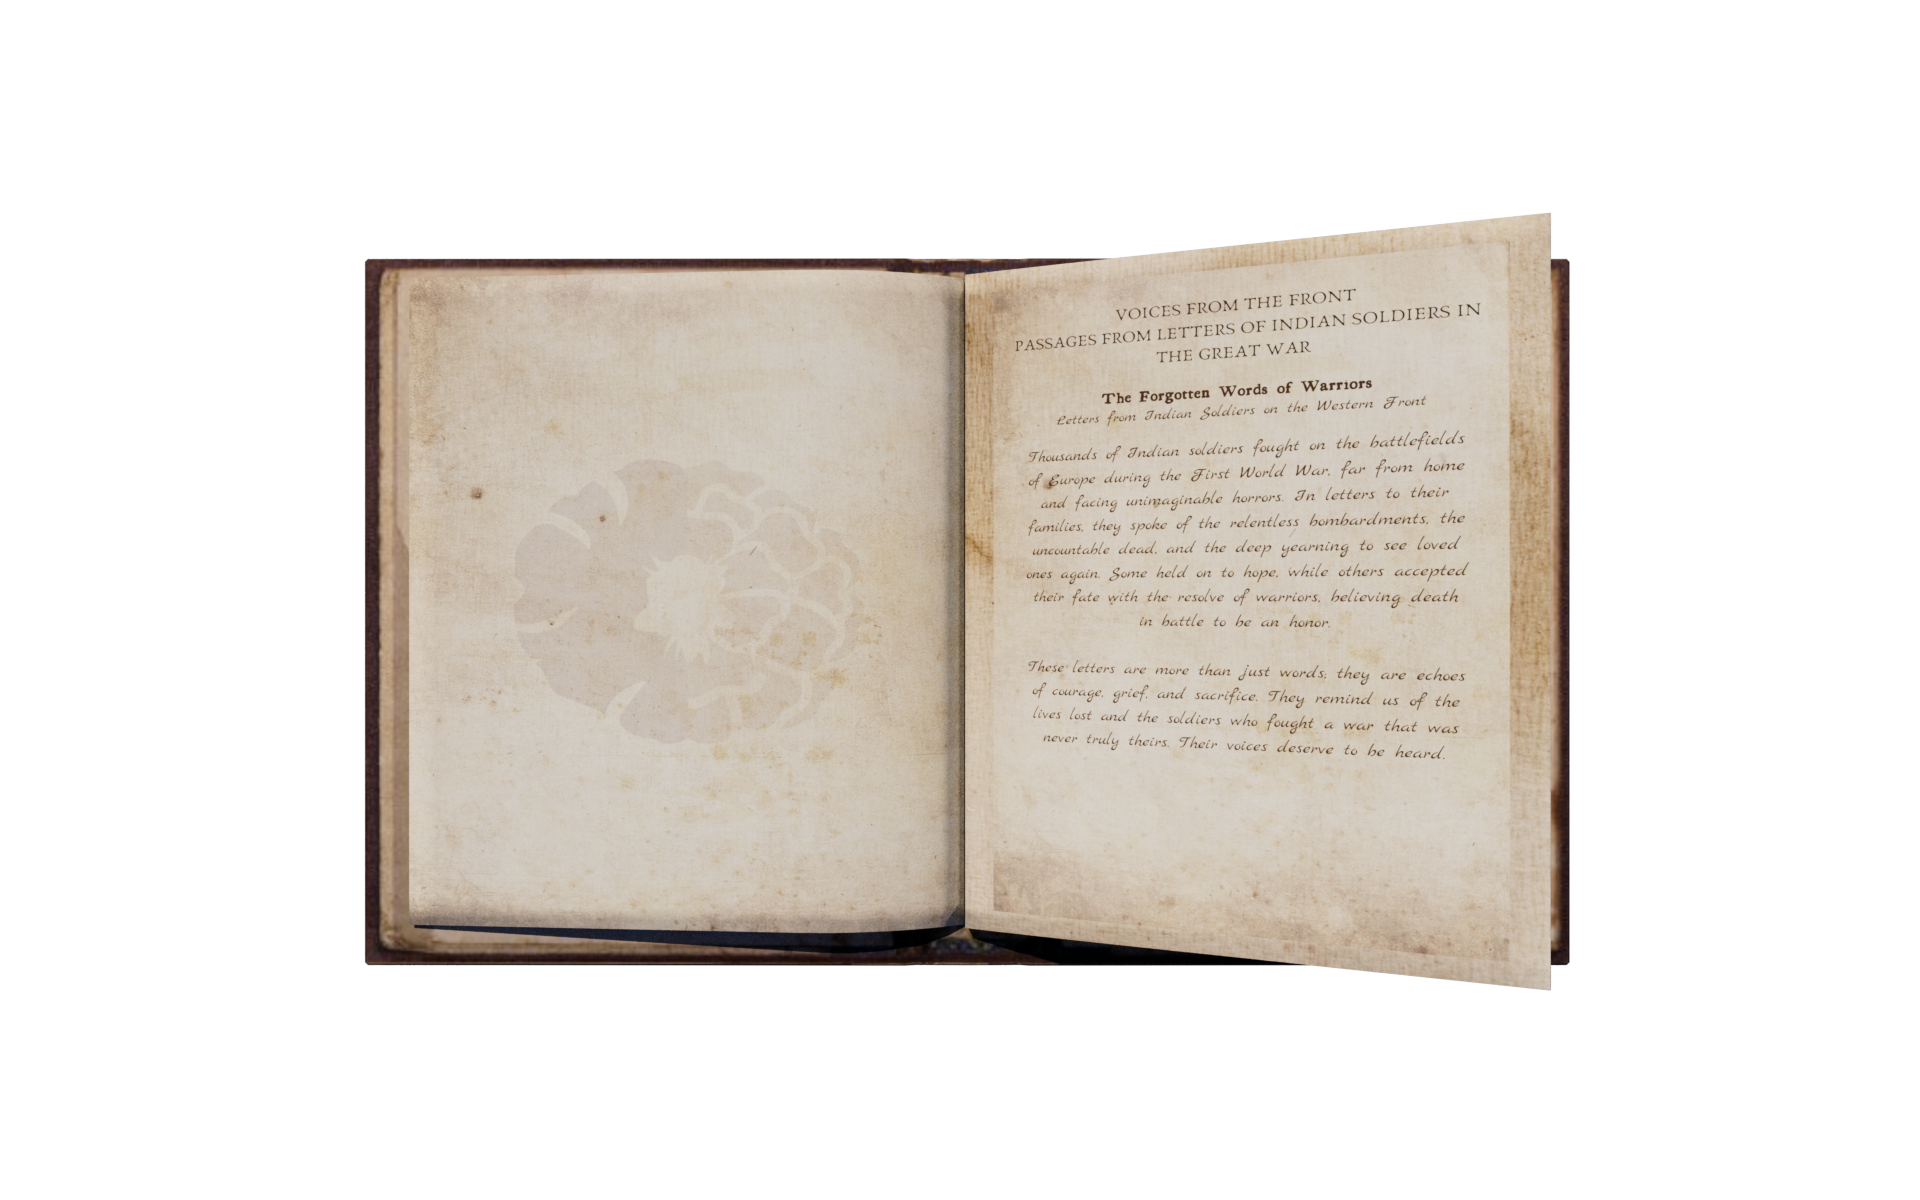 VOICES FROM THE FRONT
PASSAGES FROM LETTERS OF INDIAN SOLDIERS IN
THE GREAT WAR
The Forgotten Words of Warriors
Letters from Indian Soldiers on the Western Front
Thousands of Indian soldiers fought on the battlefields
of Europe during the First World War, far from home
and facing unimaginable horrors. In letters to their
families, they spoke of the relentless bombardments, the
uncountable dead, and the deep yearning to see loved
ones again. Some held on to hope, while others accepted
their fate with the resolve of warriors, believing death
in battle to be an honor.
These letters are more than just words; they are echoes
of courage, grief, and sacrifice. They remind us of the
lives lost and the soldiers who fought a war that was
never truly theirs. Their voices deserve to be heard.